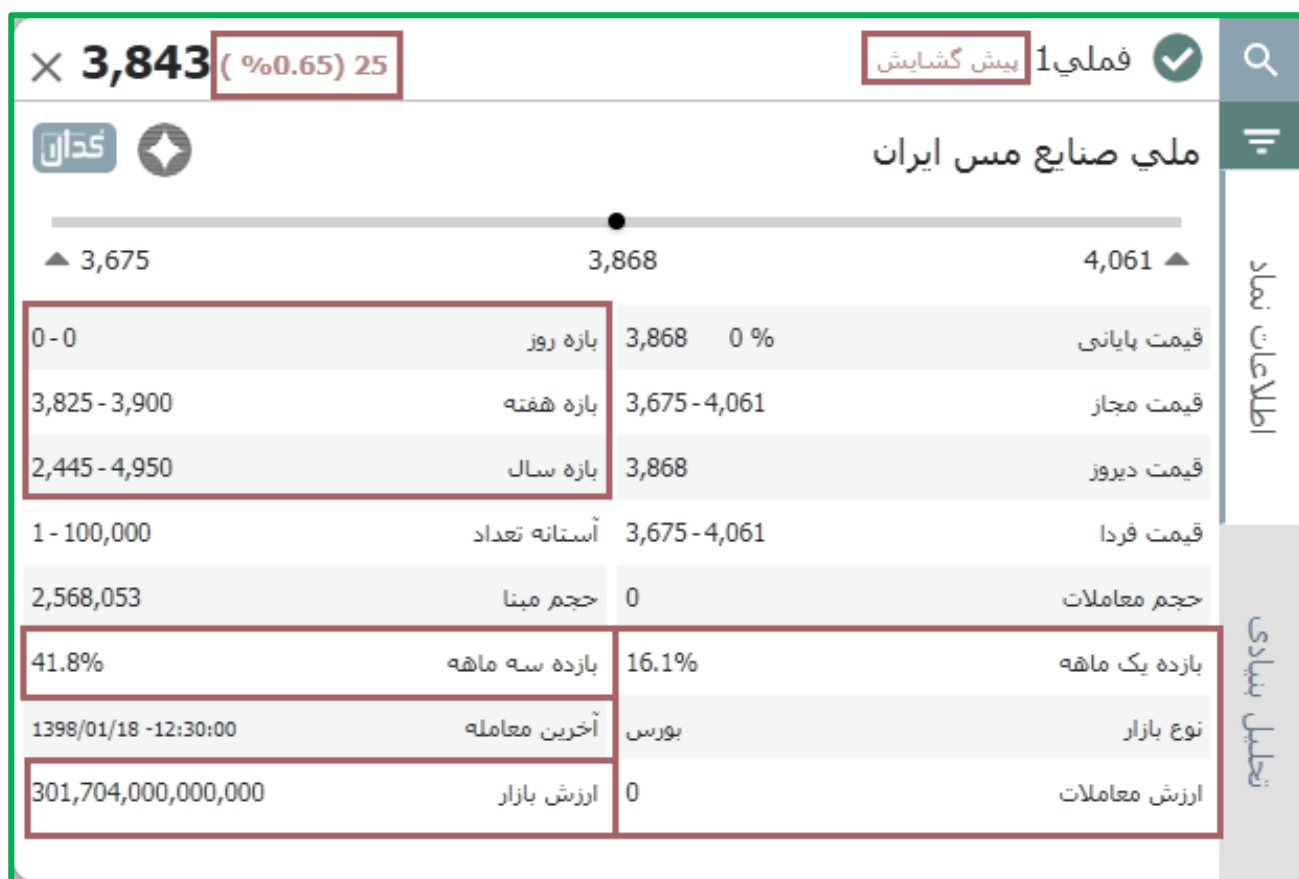 فملي1 پیش گشایش 25 (%0.65 ) 3,843
ملي صنايع مس ايران
کدال
4,061 3,868 3,675
قیمت پایانی 3,868 0 % بازه روز 0 - 0
قیمت مجاز 3,675 - 4,061 بازه هفته 3,825 - 3,900
قیمت دیروز 3,868 بازه سال 2,445 - 4,950
قیمت فردا 3,675 - 4,061 آستانه تعداد 1 - 100,000
حجم معاملات 0 حجم مبنا 2,568,053
بازده یک ماهه 16.1% بازده سه ماهه 41.8%
نوع بازار بورس آخرین معامله 1398/01/18 -12:30:00
ارزش معاملات 0 ارزش بازار 301,704,000,000,000
اطلاعات نماد
تحلیل بنیادی